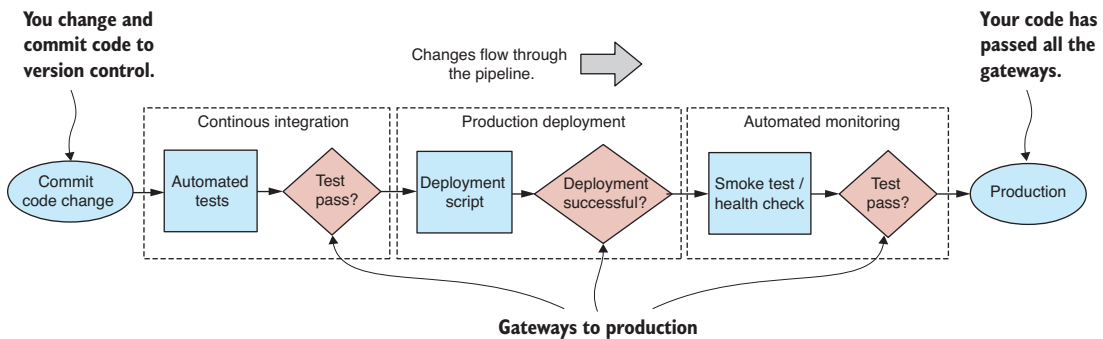 You change and
commit code to
version control.
Changes flow through
the pipeline.
Your code has
passed all the
gateways.
Continous integration
Production deployment
Automated monitoring
Commit
code change
Automated
tests
Test
pass?
Deployment
script
Deployment
successful?
Smoke test /
health check
Test
pass?
Production
Gateways to production